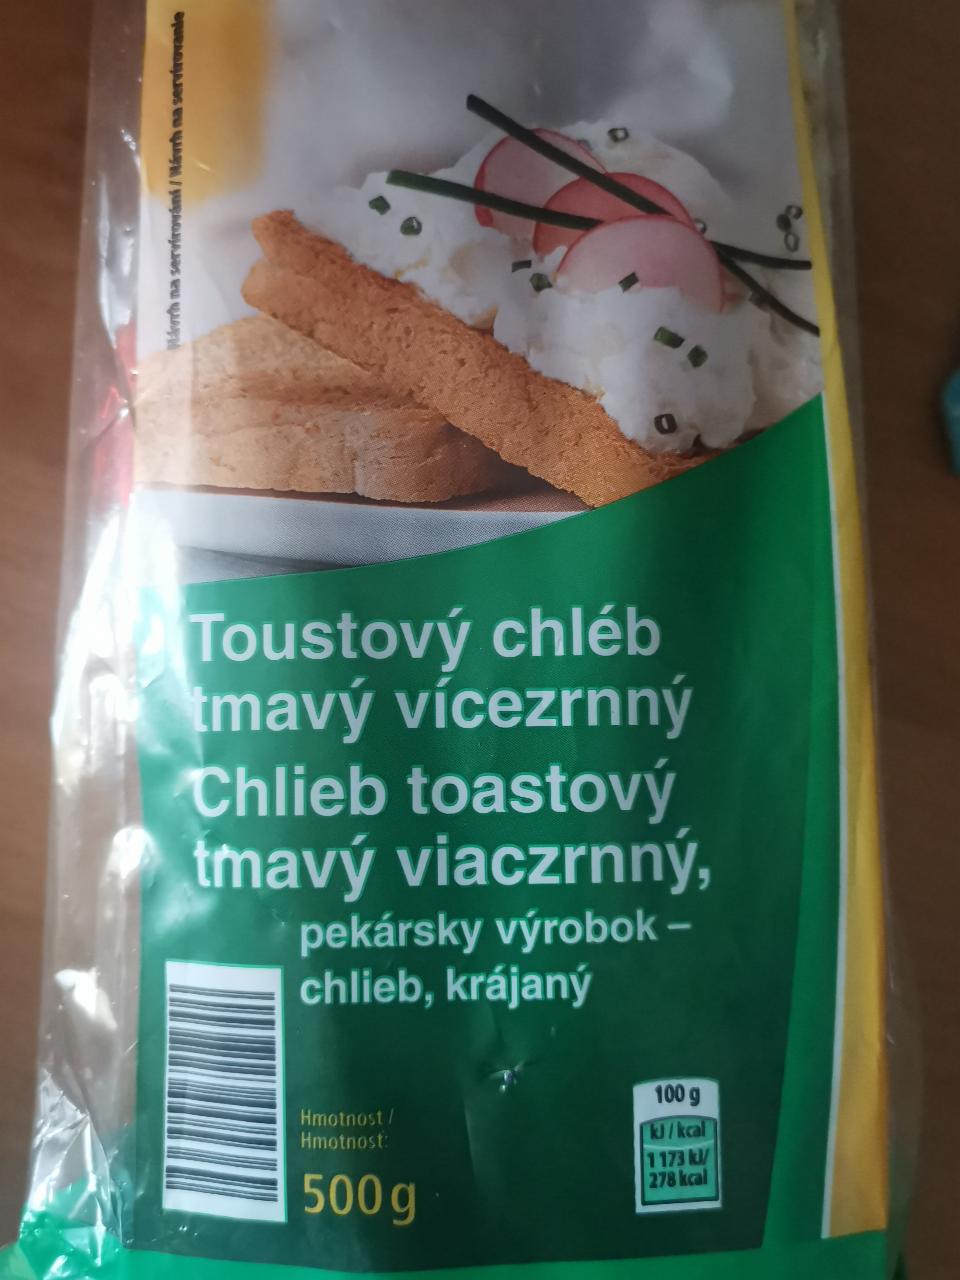 Návrh na servírování / Návrh na servírovanie
Toustový chléb
tmavý vícezrnný
Chlieb toastový
tmavý viaczrnný,
pekársky výrobok –
chlieb, krájaný
Hmotnost /
Hmotnosť:
500 g
100 g
kJ / kcal
1 173 kJ/
278 kcal